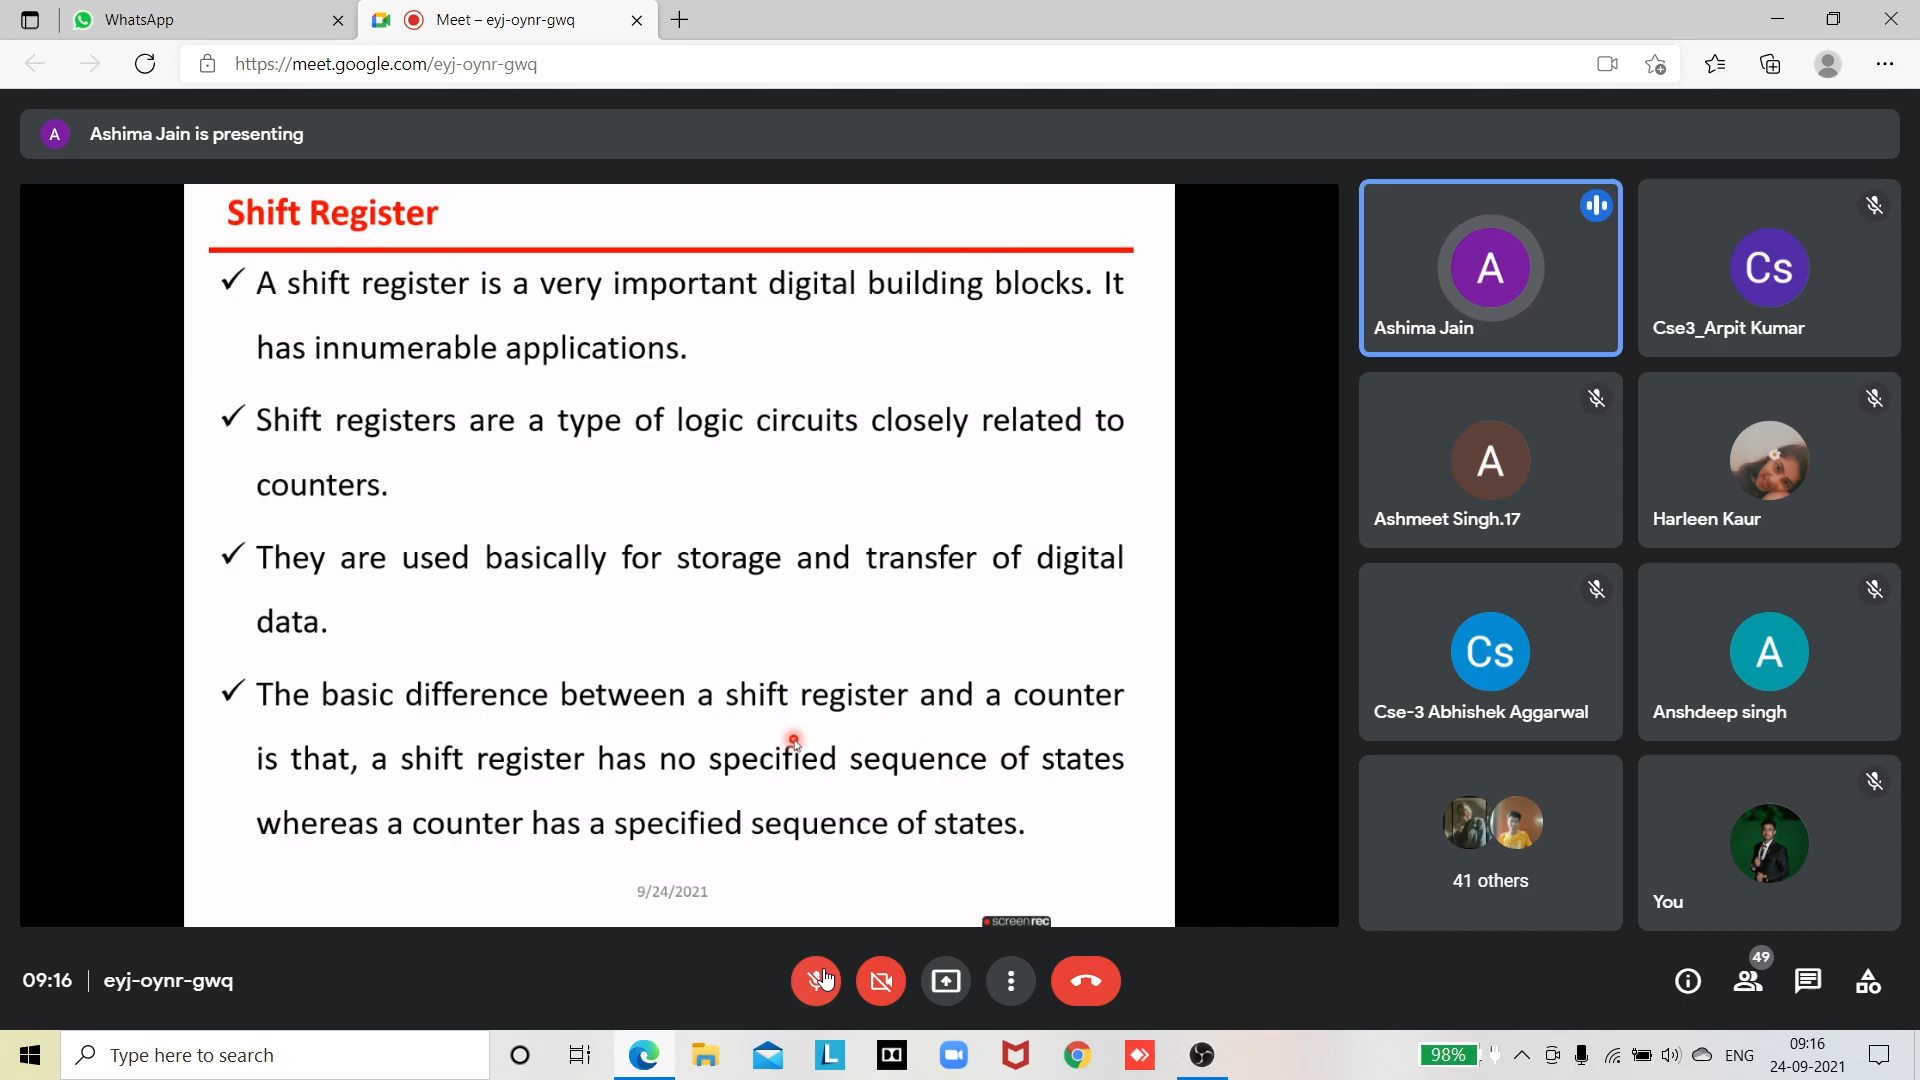 WhatsApp
Meet – eyj-oynr-gwq
https://meet.google.com/eyj-oynr-gwq
A
Ashima Jain is presenting
Shift Register
✓ A shift register is a very important digital building blocks. It
has innumerable applications.
✓ Shift registers are a type of logic circuits closely related to
counters.
✓ They are used basically for storage and transfer of digital
data.
✓ The basic difference between a shift register and a counter
is that, a shift register has no specified sequence of states
whereas a counter has a specified sequence of states.
9/24/2021
screenrec
A
Ashima Jain
Cs
Cse3_Arpit Kumar
A
Ashmeet Singh.17
Harleen Kaur
Cs
Cse-3 Abhishek Aggarwal
A
Anshdeep singh
41 others
You
09:16 | eyj-oynr-gwq
49
Type here to search
L
98%
ENG
09:16
24-09-2021